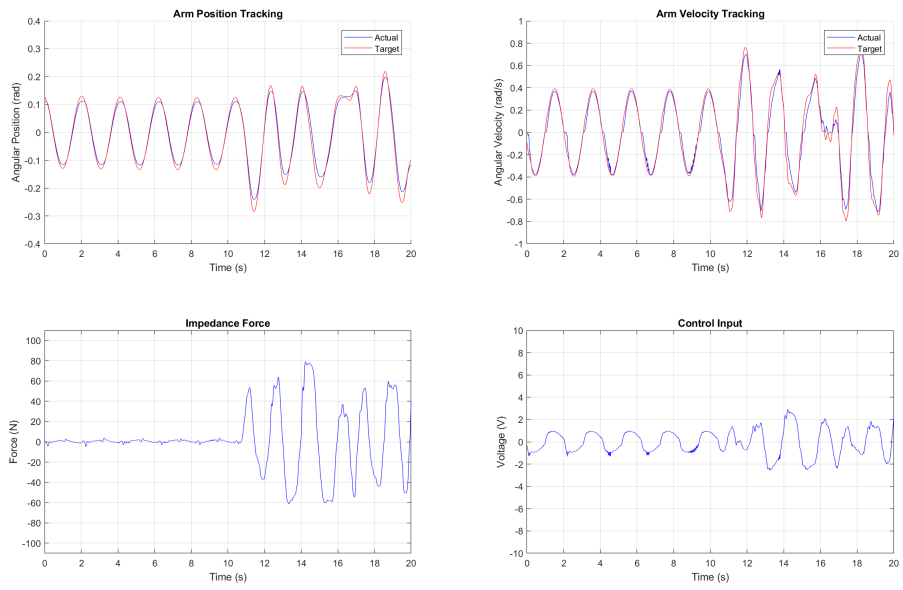 Arm Position Tracking
Angular Position (rad)
0.4
0.3
0.2
0.1
0
-0.1
-0.2
-0.3
-0.4
Actual
Target
0 2 4 6 8 10 12 14 16 18 20
Time (s)
Arm Velocity Tracking
Angular Velocity (rad/s)
1
0.8
0.6
0.4
0.2
0
-0.2
-0.4
-0.6
-0.8
-1
Actual
Target
0 2 4 6 8 10 12 14 16 18 20
Time (s)
Impedance Force
Force (N)
100
80
60
40
20
0
-20
-40
-60
-80
-100
0 2 4 6 8 10 12 14 16 18 20
Time (s)
Control Input
Voltage (V)
10
8
6
4
2
0
-2
-4
-6
-8
-10
0 2 4 6 8 10 12 14 16 18 20
Time (s)